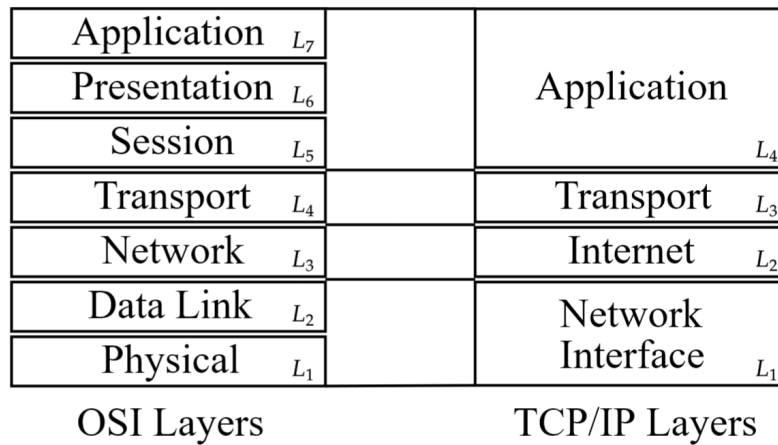 Application L₇
Presentation L₆
Session L₅
Transport L₄
Network L₃
Data Link L₂
Physical L₁
OSI Layers
Application
L₄
Transport L₃
Internet L₂
Network
Interface L₁
TCP/IP Layers